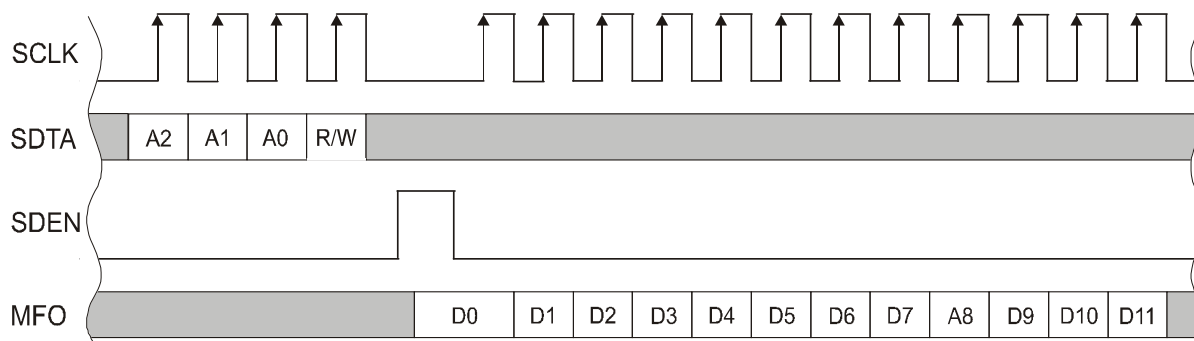 SCLK
SDTA A2 A1 A0 R/W
SDEN
MFO D0 D1 D2 D3 D4 D5 D6 D7 A8 D9 D10 D11